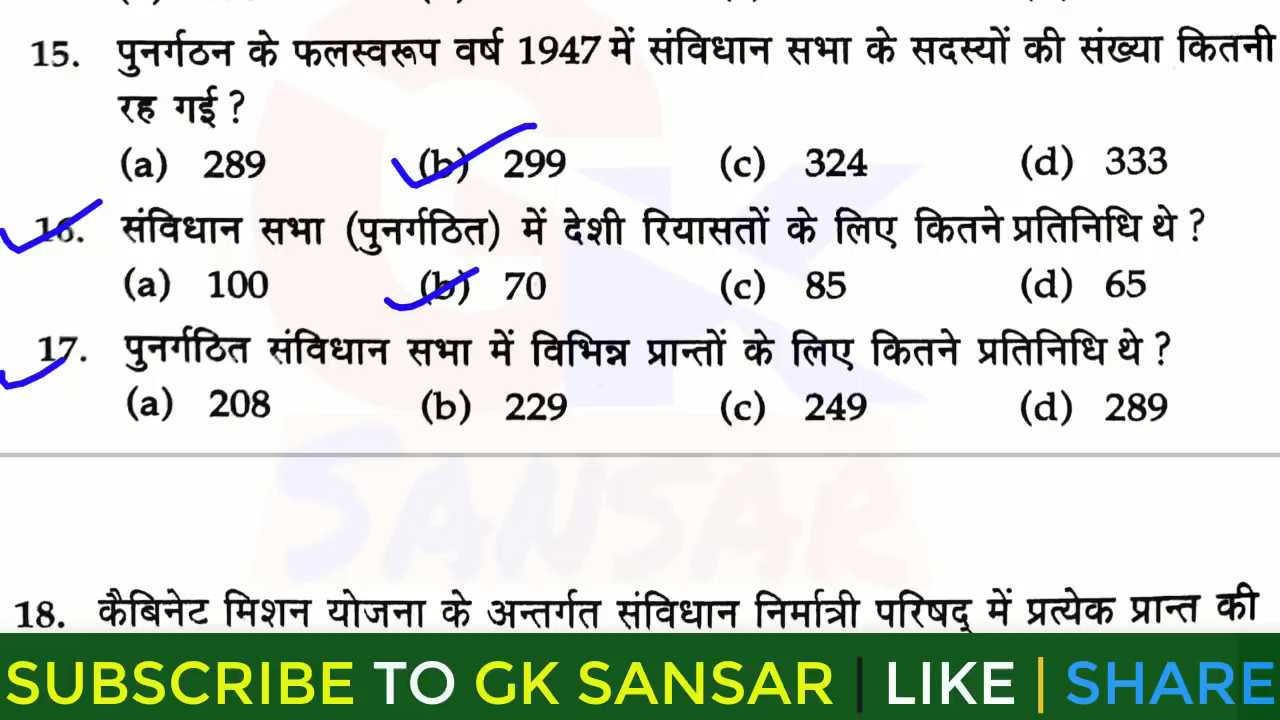 15. पुनर्गठन के फलस्वरूप वर्ष 1947 में संविधान सभा के सदस्यों की संख्या कितनी
रह गई ?
(a) 289 (b) 299 (c) 324 (d) 333
16. संविधान सभा (पुनर्गठित) में देशी रियासतों के लिए कितने प्रतिनिधि थे ?
(a) 100 (b) 70 (c) 85 (d) 65
17. पुनर्गठित संविधान सभा में विभिन्न प्रान्तों के लिए कितने प्रतिनिधि थे ?
(a) 208 (b) 229 (c) 249 (d) 289
SANSAR
18. कैबिनेट मिशन योजना के अन्तर्गत संविधान निर्मात्री परिषद् में प्रत्येक प्रान्त की
SUBSCRIBE TO GK SANSAR | LIKE | SHARE